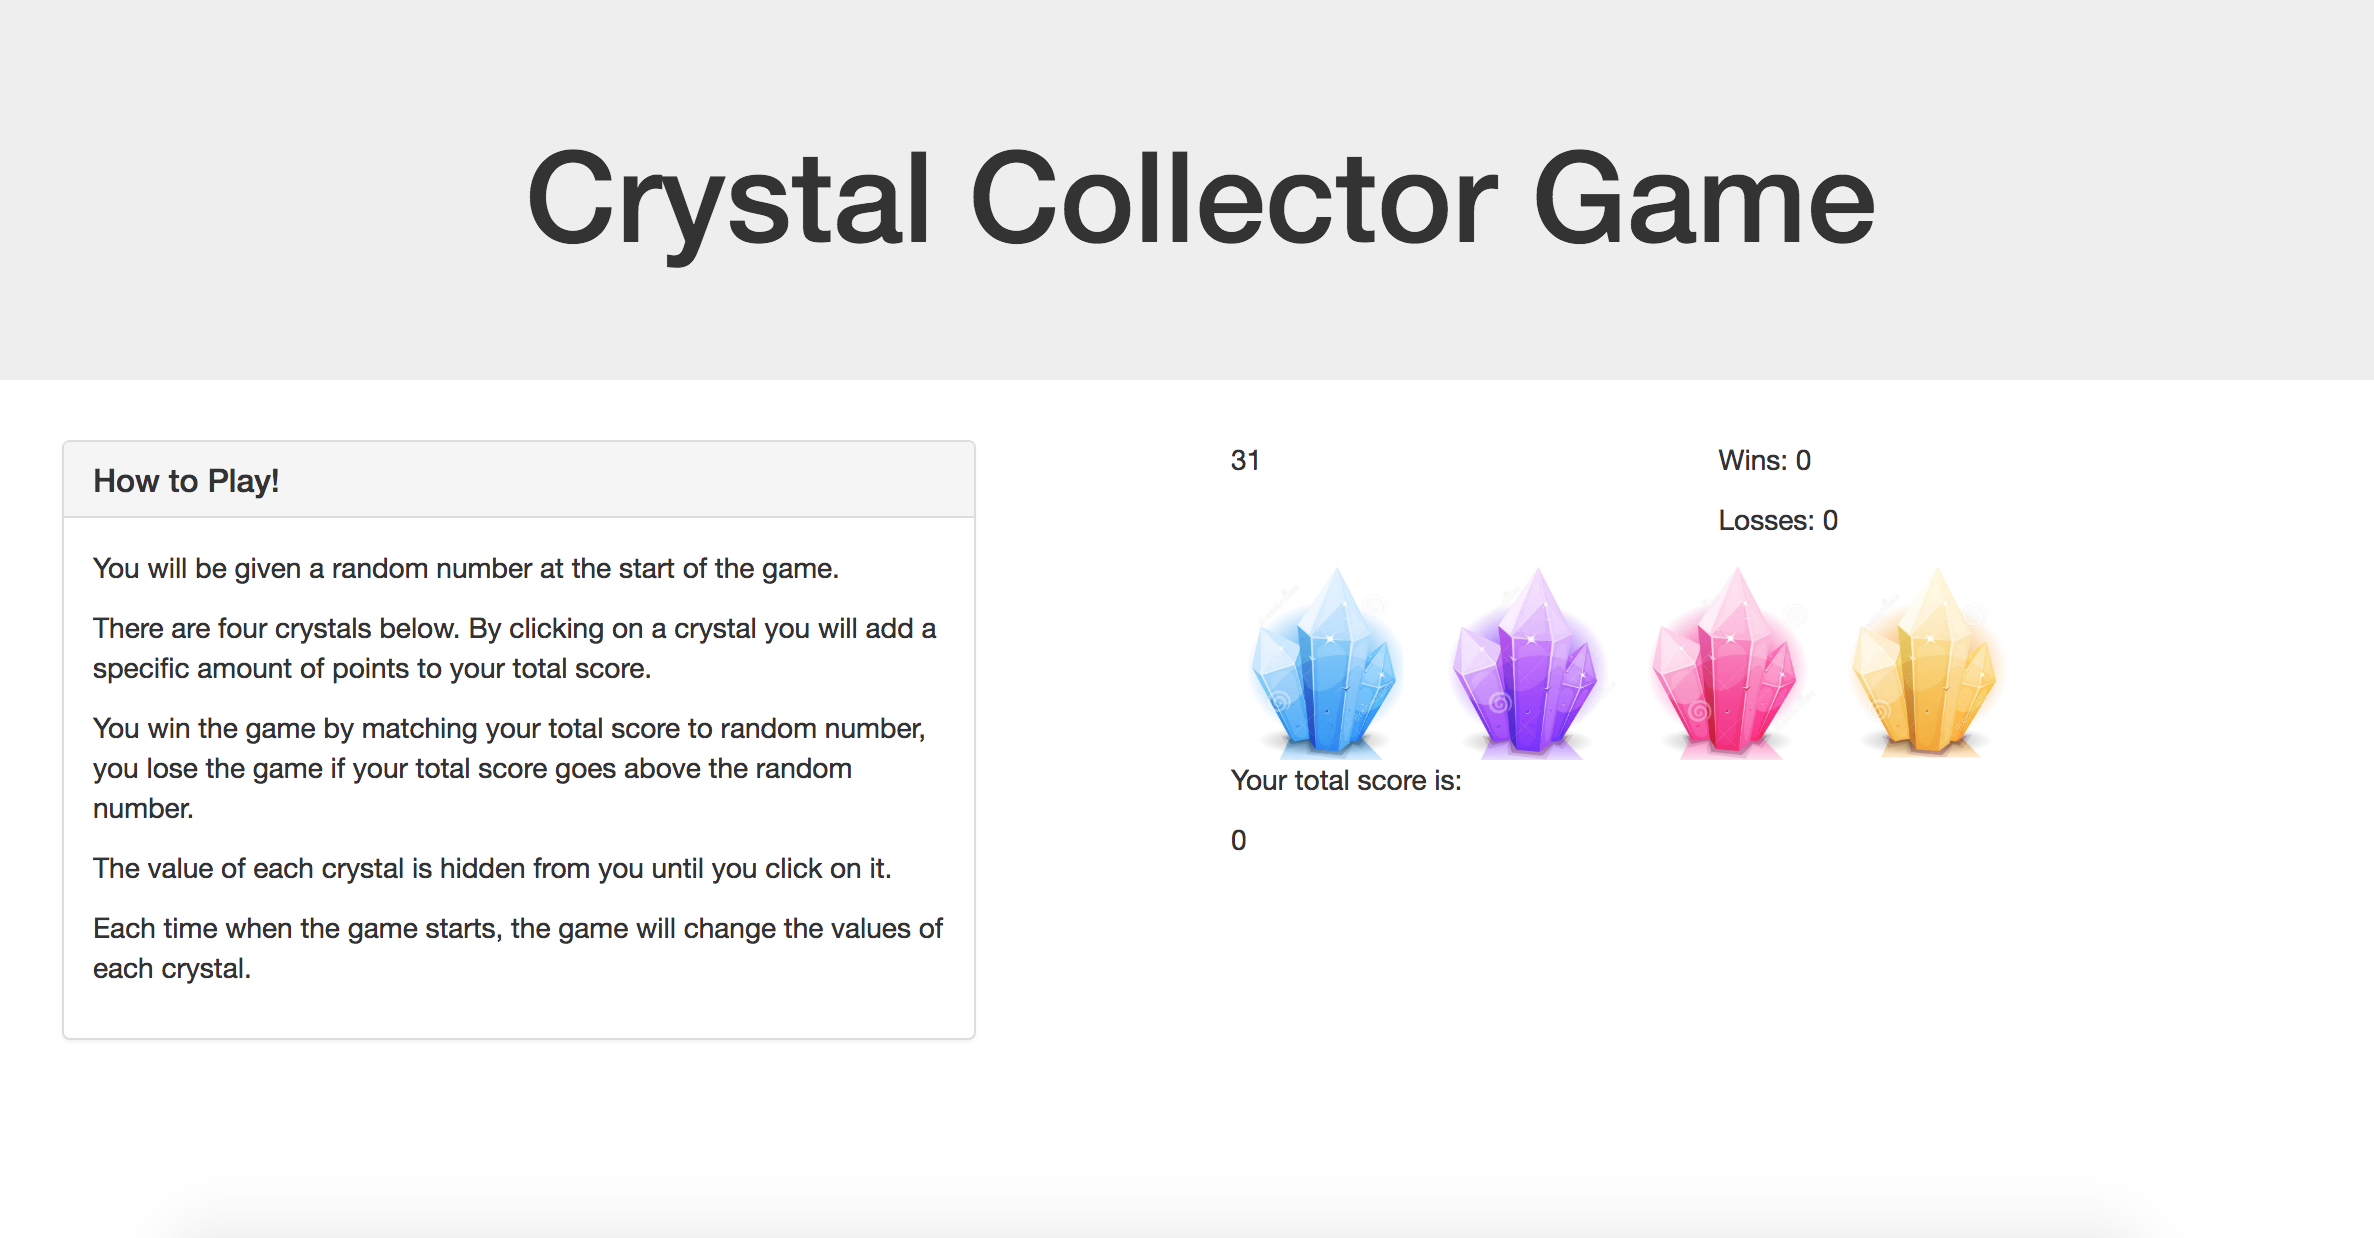 Crystal Collector Game
How to Play!
You will be given a random number at the start of the game.
There are four crystals below. By clicking on a crystal you will add a
specific amount of points to your total score.
You win the game by matching your total score to random number,
you lose the game if your total score goes above the random
number.
The value of each crystal is hidden from you until you click on it.
Each time when the game starts, the game will change the values of
each crystal.
31
Wins: 0
Losses: 0
Your total score is:
0